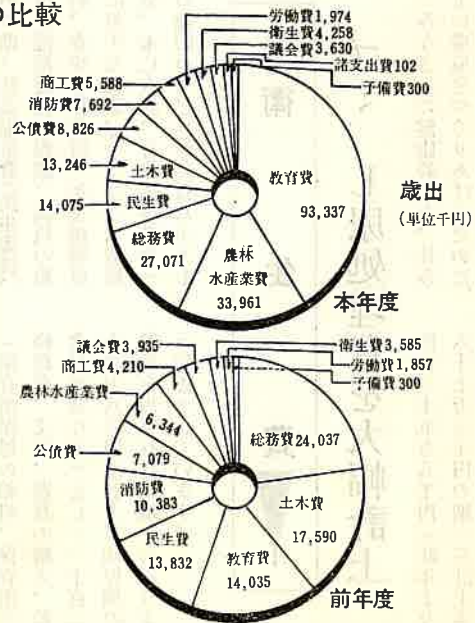 の比較
労働費1,974
衛生費4,258
議会費3,630
諸支出費102
予備費300
商工費5,588
消防費7,692
公債費8,826
13,246
土木費
14,075
民生費
総務費
27,071
農林
水産業費
33,961
教育費
93,337
歳出
(単位千円)
本年度
議会費3,935
商工費4,210
農林水産業費
6,344
公債費
7,079
消防費
10,383
民生費
13,832
教育費
14,035
土木費
17,590
総務費24,037
衛生費3,585
労働費1,857
予備費300
前年度